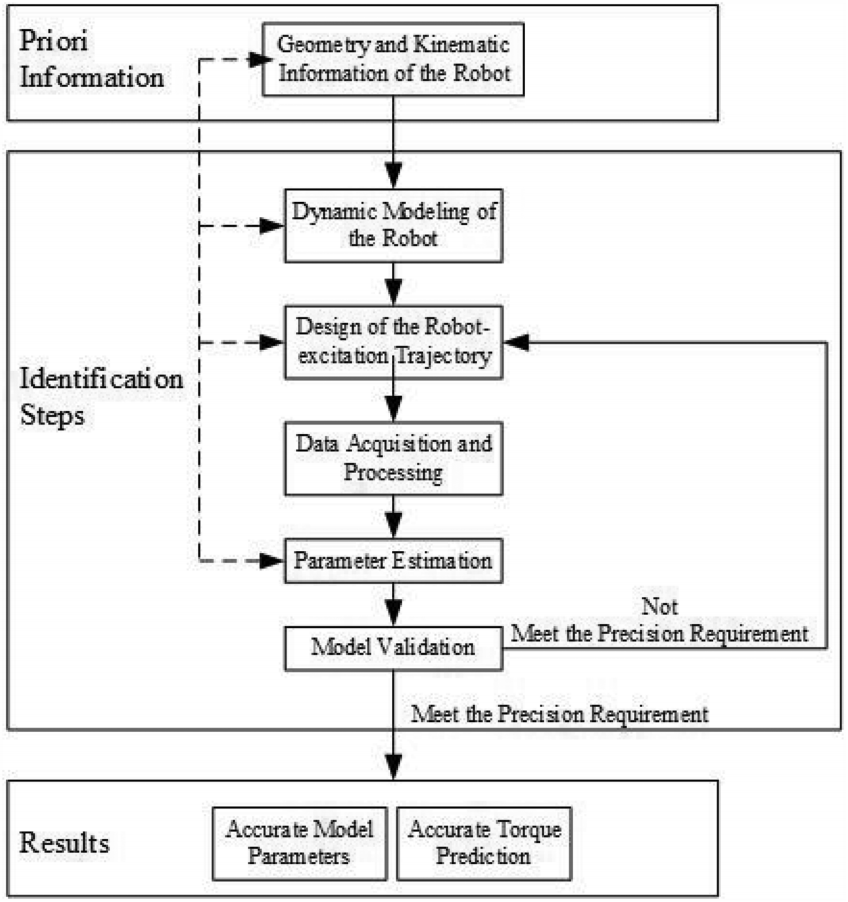 Priori
Information
Geometry and Kinematic
Information of the Robot
Dynamic Modeling of
the Robot
Design of the Robot-
excitation Trajectory
Identification
Steps
Data Acquisition and
Processing
Parameter Estimation
Not
Meet the Precision Requirement
Model Validation
Meet the Precision Requirement
Results
Accurate Model
Parameters
Accurate Torque
Prediction